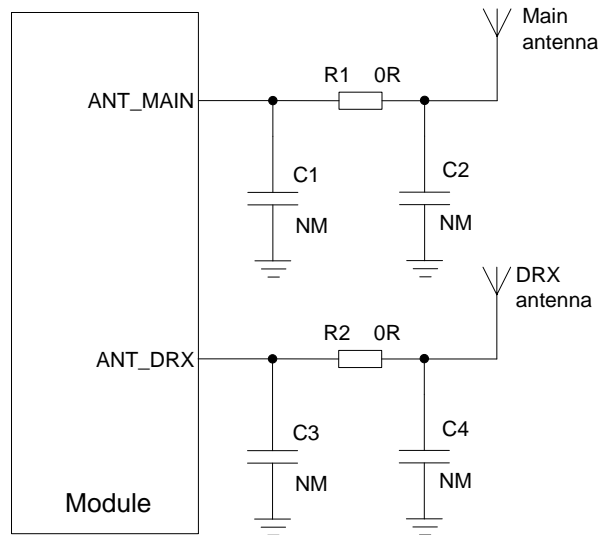 Main
antenna
R1 0R
ANT_MAIN
C1
C2
NM
NM
DRX
antenna
R2 0R
ANT_DRX
C3
C4
NM
NM
Module